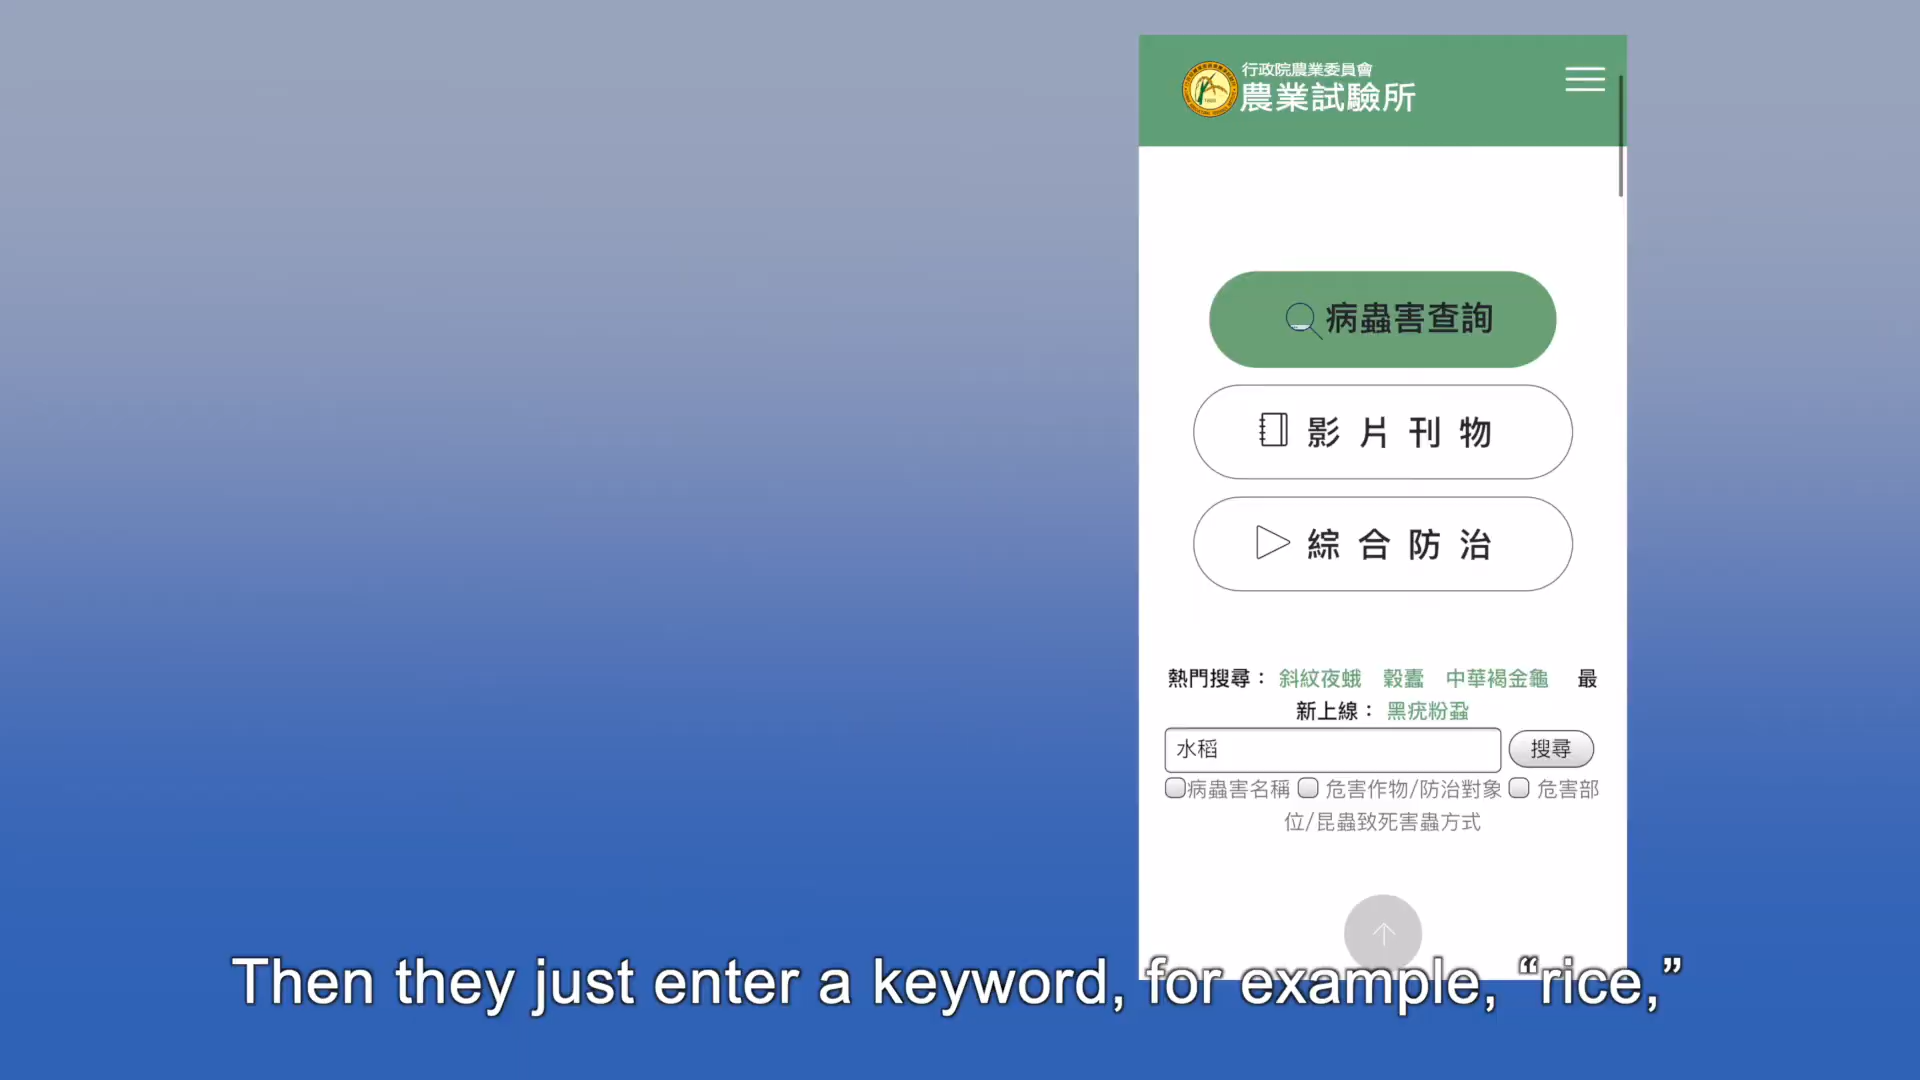 行政院農業委員會
農業試驗所
病蟲害查詢
影片刊物
綜合防治
熱門搜尋： 斜紋夜蛾 穀蠹 中華褐金龜 最
新上線： 黑疣粉蝨
水稻 搜尋
病蟲害名稱 危害作物/防治對象 危害部
位/昆蟲致死害蟲方式
Then they just enter a keyword, for example, “rice,”